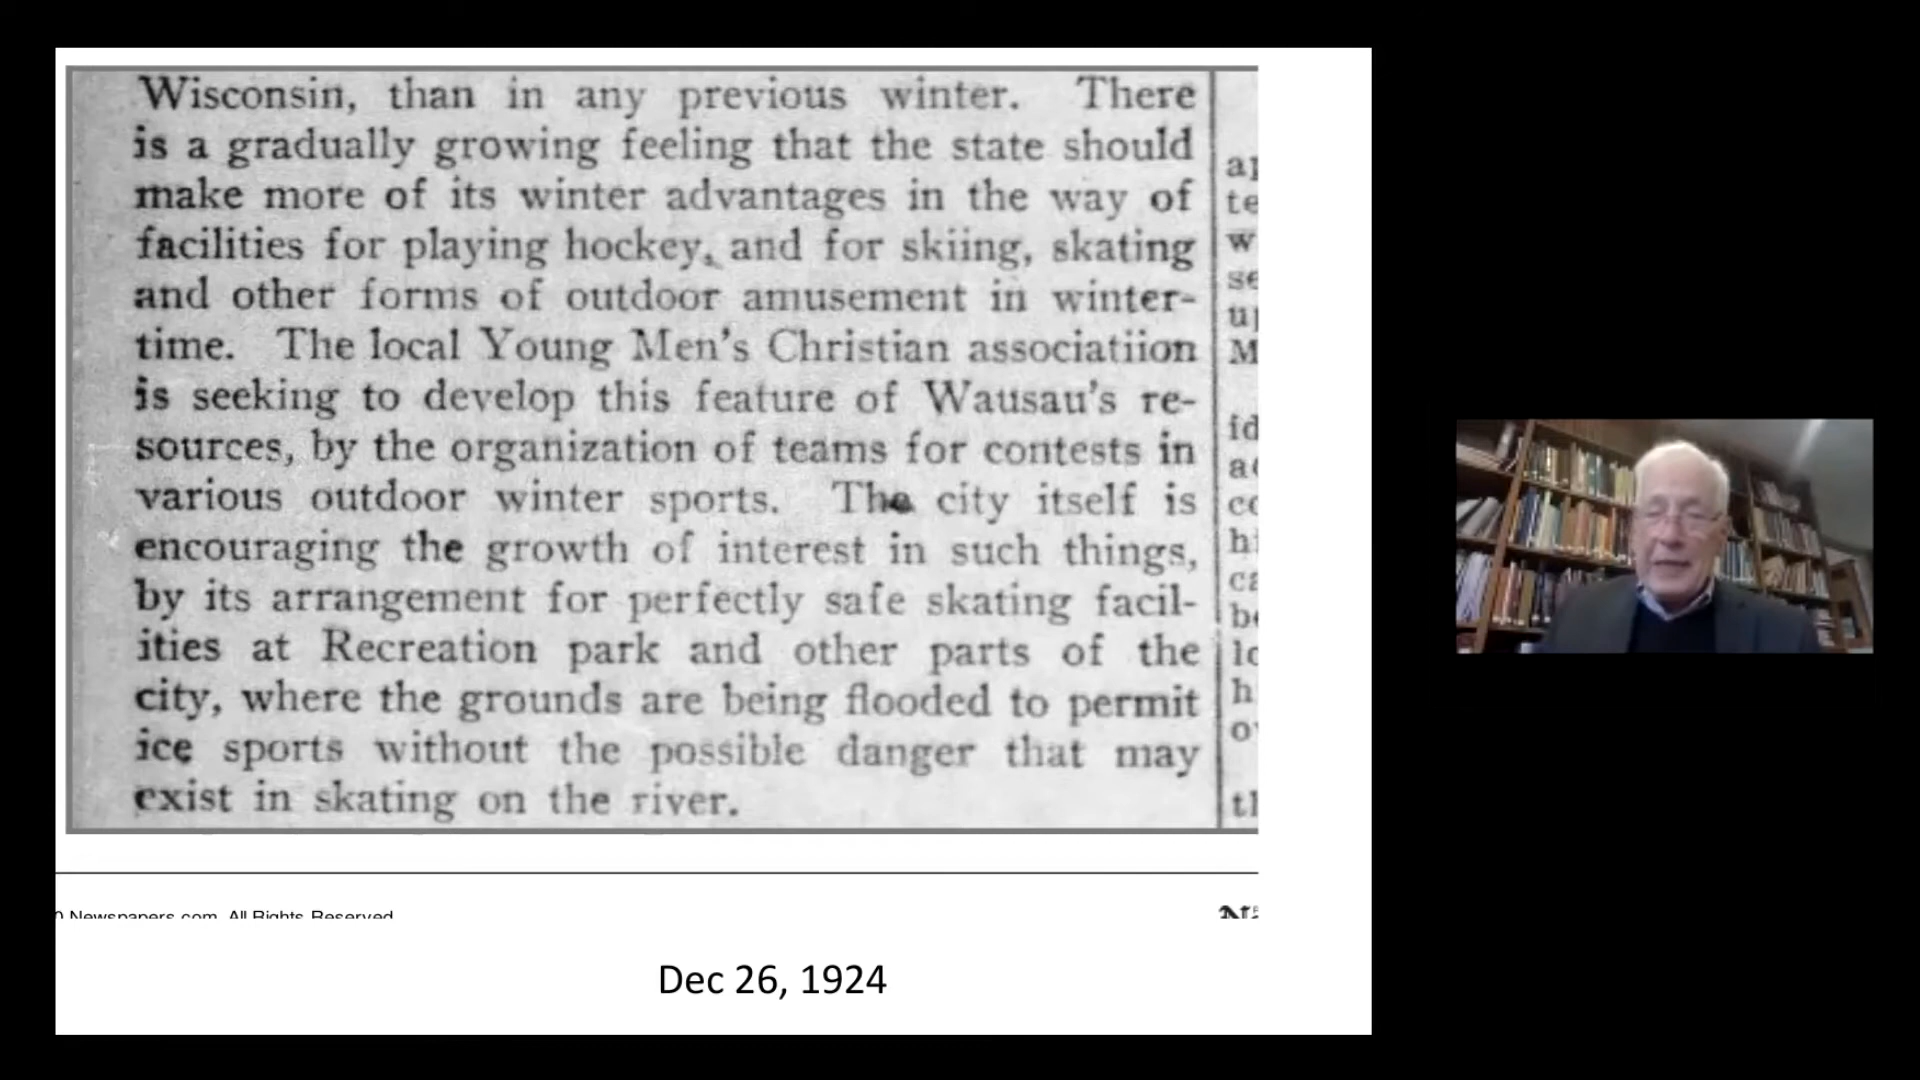 Wisconsin, than in any previous winter. There
is a gradually growing feeling that the state should
make more of its winter advantages in the way of
facilities for playing hockey, and for skiing, skating
and other forms of outdoor amusement in winter-
time. The local Young Men's Christian associatiion
is seeking to develop this feature of Wausau's re-
sources, by the organization of teams for contests in
various outdoor winter sports. The city itself is
encouraging the growth of interest in such things,
by its arrangement for perfectly safe skating facil-
ities at Recreation park and other parts of the
city, where the grounds are being flooded to permit
ice sports without the possible danger that may
exist in skating on the river.
Newspapers.com. All Rights Reserved.
Dec 26, 1924